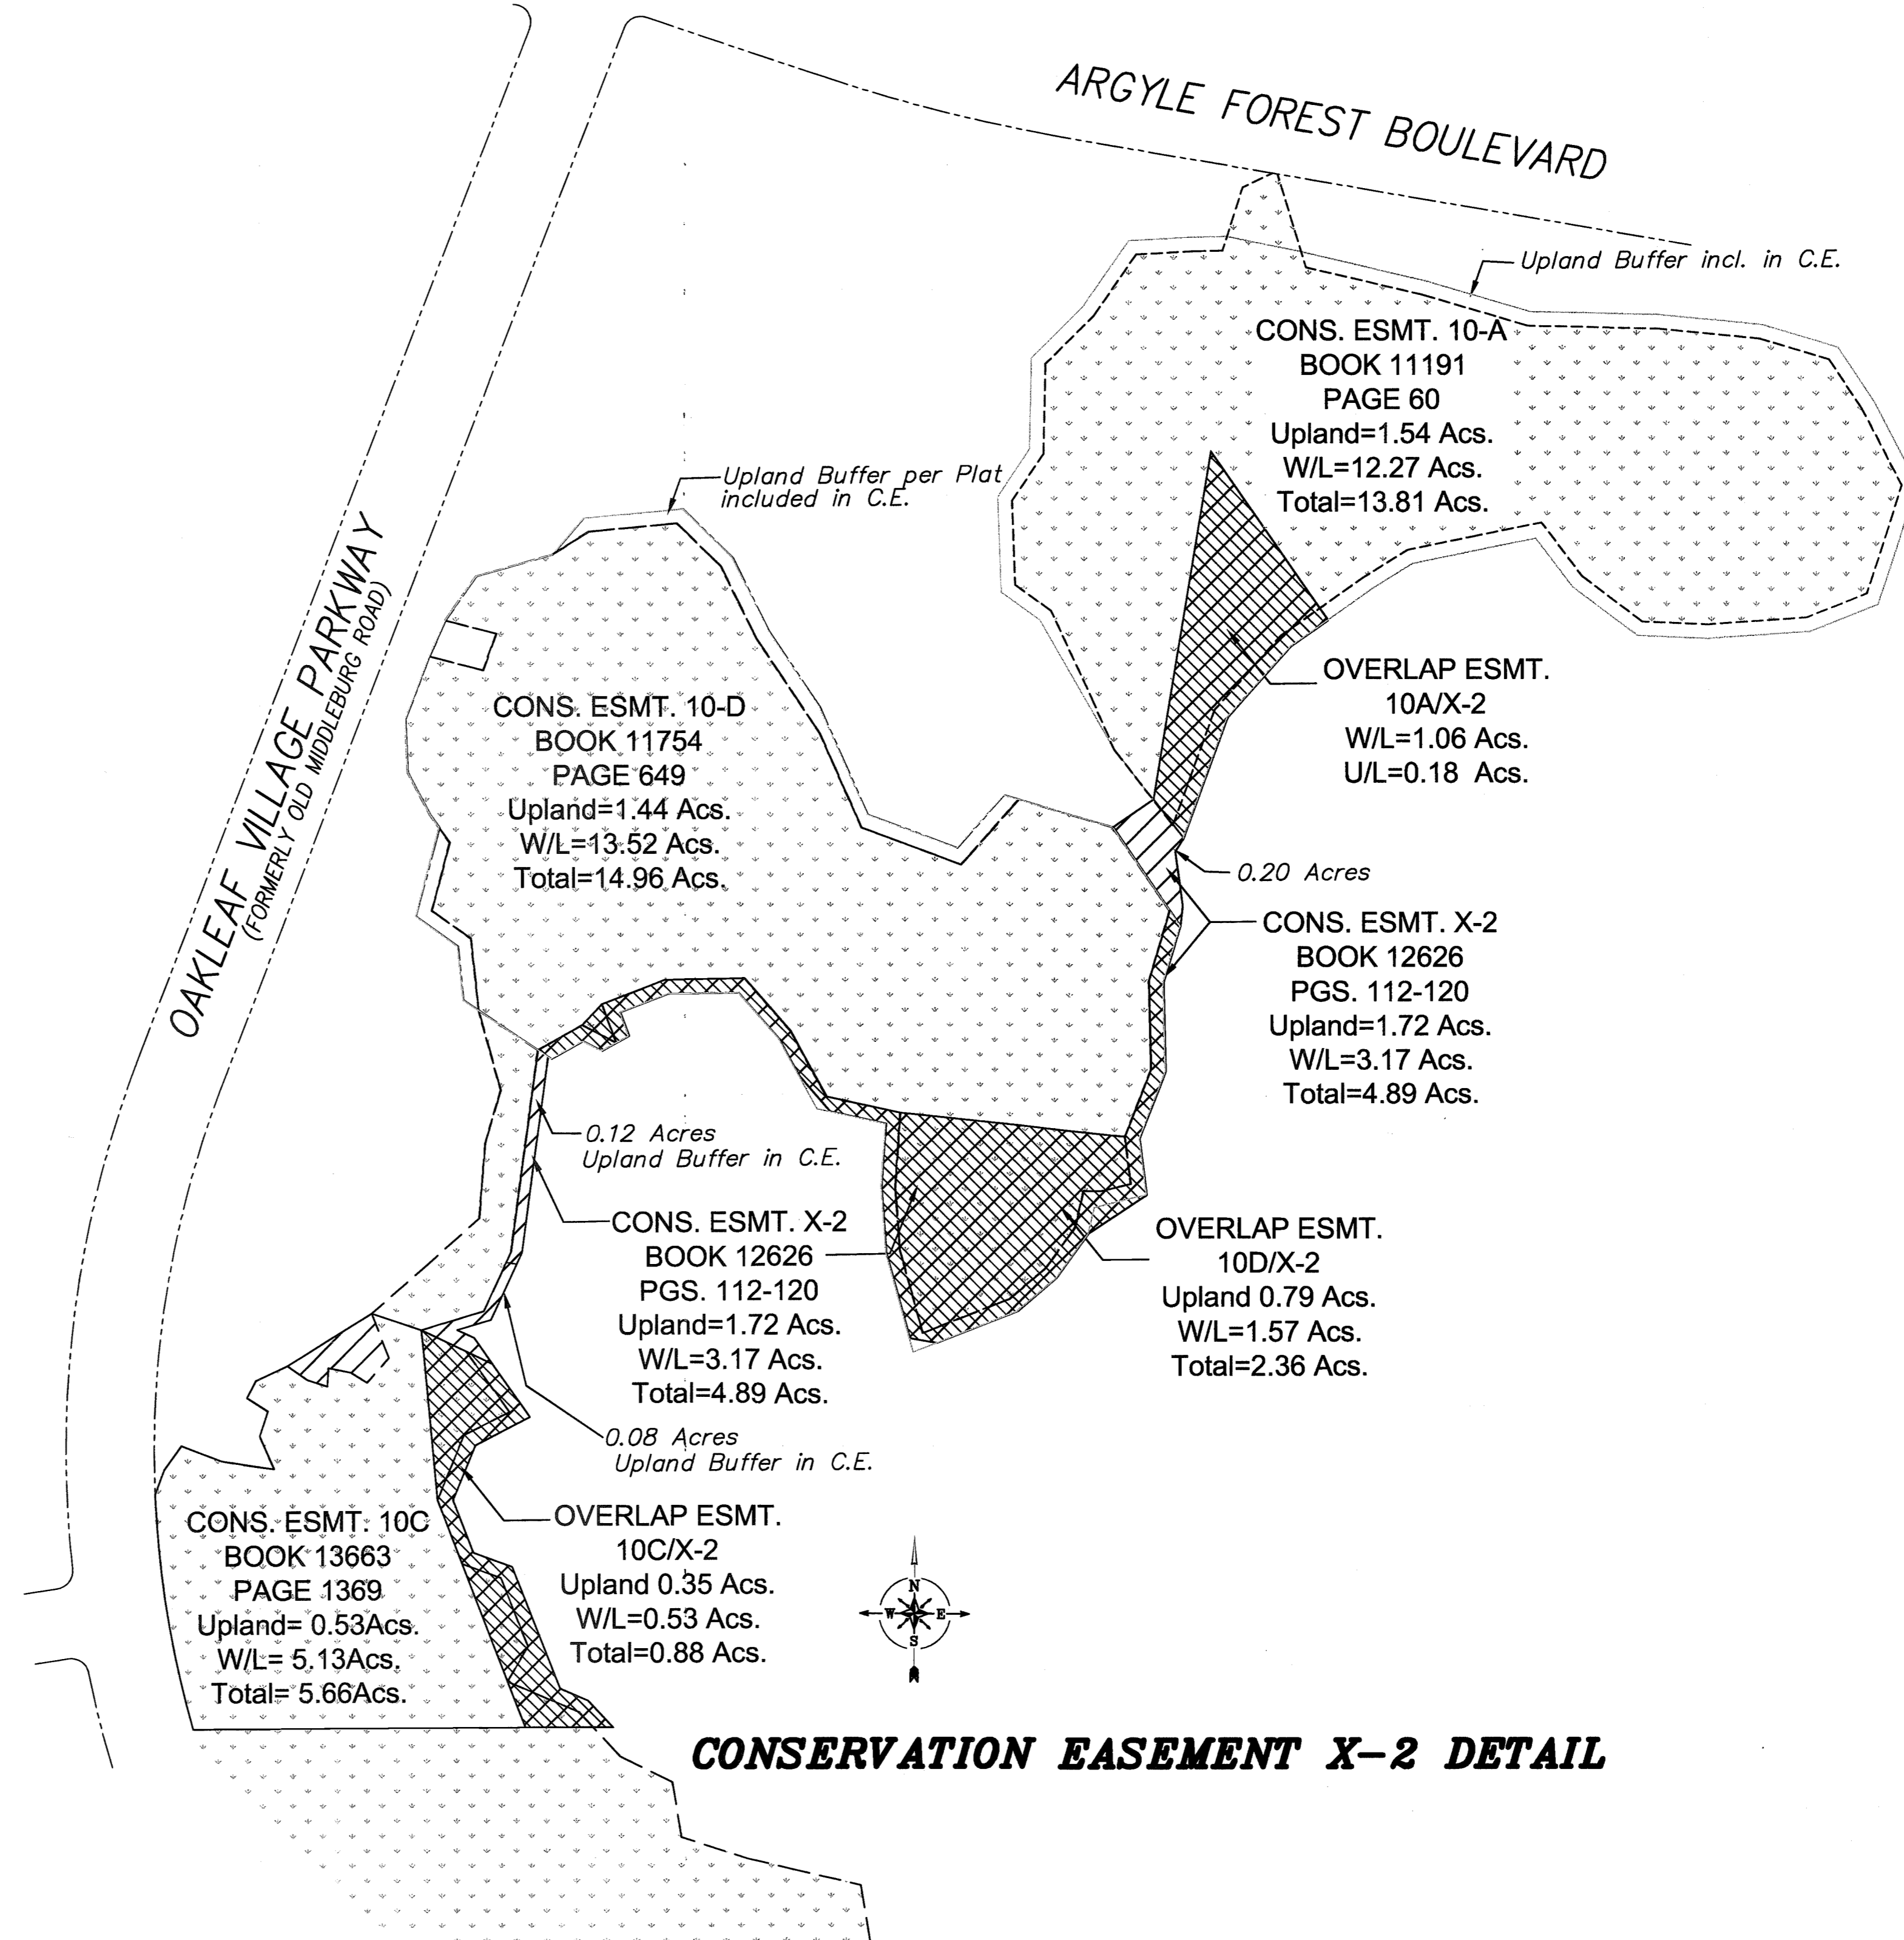 ARGYLE FOREST BOULEVARD
Upland Buffer incl. in C.E.
CONS. ESMT. 10-A
BOOK 11191
PAGE 60
Upland=1.54 Acs.
W/L=12.27 Acs.
Total=13.81 Acs.
Upland Buffer per Plat
included in C.E.
OAKLEAF VILLAGE PARKWAY
(FORMERLY OLD MIDDLEBURG ROAD)
CONS. ESMT. 10-D
BOOK 11754
PAGE 649
Upland=1.44 Acs.
W/L=13.52 Acs.
Total=14.96 Acs.
OVERLAP ESMT.
10A/X-2
W/L=1.06 Acs.
U/L=0.18 Acs.
0.20 Acres
CONS. ESMT. X-2
BOOK 12626
PGS. 112-120
Upland=1.72 Acs.
W/L=3.17 Acs.
Total=4.89 Acs.
0.12 Acres
Upland Buffer in C.E.
CONS. ESMT. X-2
BOOK 12626
PGS. 112-120
Upland=1.72 Acs.
W/L=3.17 Acs.
Total=4.89 Acs.
OVERLAP ESMT.
10D/X-2
Upland 0.79 Acs.
W/L=1.57 Acs.
Total=2.36 Acs.
0.08 Acres
Upland Buffer in C.E.
CONS. ESMT. 10C
BOOK 13663
PAGE 1369
Upland= 0.53Acs.
W/L= 5.13Acs.
Total= 5.66Acs.
OVERLAP ESMT.
10C/X-2
Upland 0.35 Acs.
W/L=0.53 Acs.
Total=0.88 Acs.
N
W E
S
CONSERVATION EASEMENT X-2 DETAIL